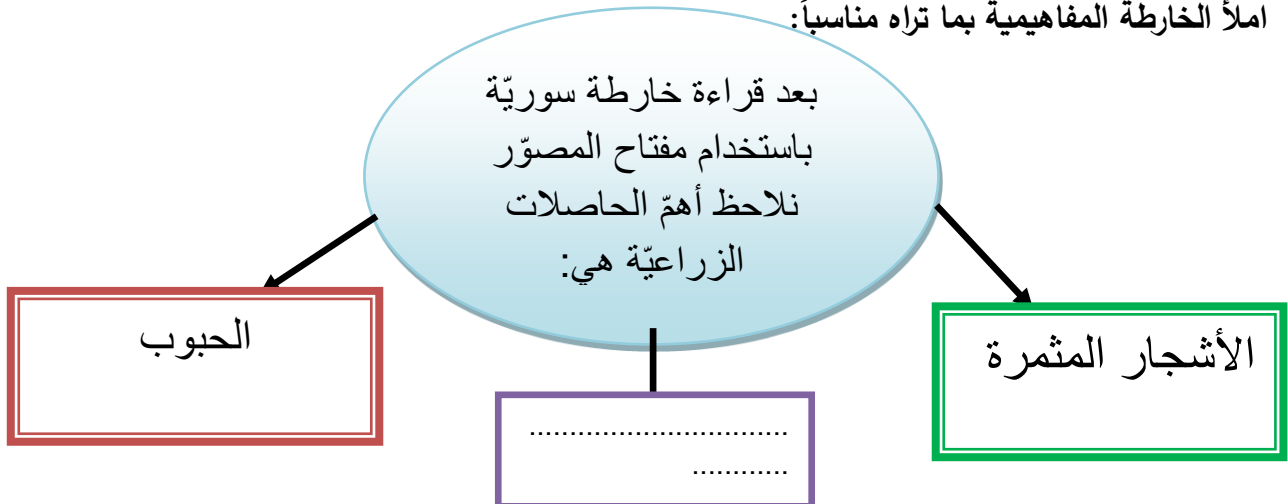 املأ الخارطة المفاهيمية بما تراه مناسباً:
بعد قراءة خارطة سوريّة
باستخدام مفتاح المصوّر
نلاحظ أهمّ الحاصلات
الزراعيّة هي:
الأشجار المثمرة
الحبوب
................................
............